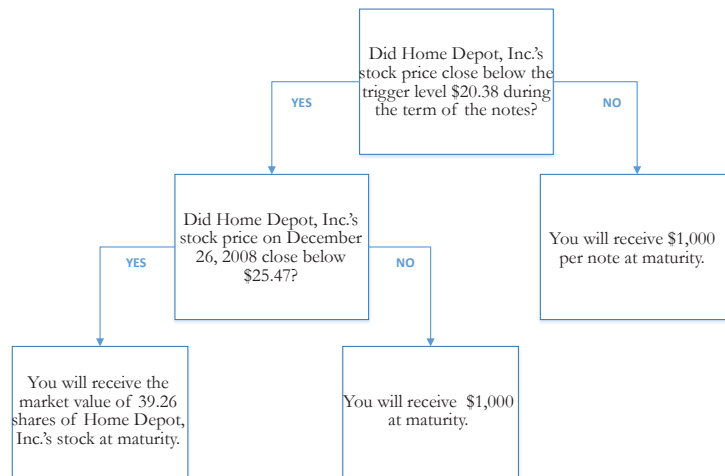 Did Home Depot, Inc.'s
stock price close below the
trigger level $20.38 during
the term of the notes?
YES
NO
Did Home Depot, Inc.'s
stock price on December
26, 2008 close below
$25.47?
You will receive $1,000
per note at maturity.
YES
NO
You will receive the
market value of 39.26
shares of Home Depot,
Inc.'s stock at maturity.
You will receive $1,000
at maturity.